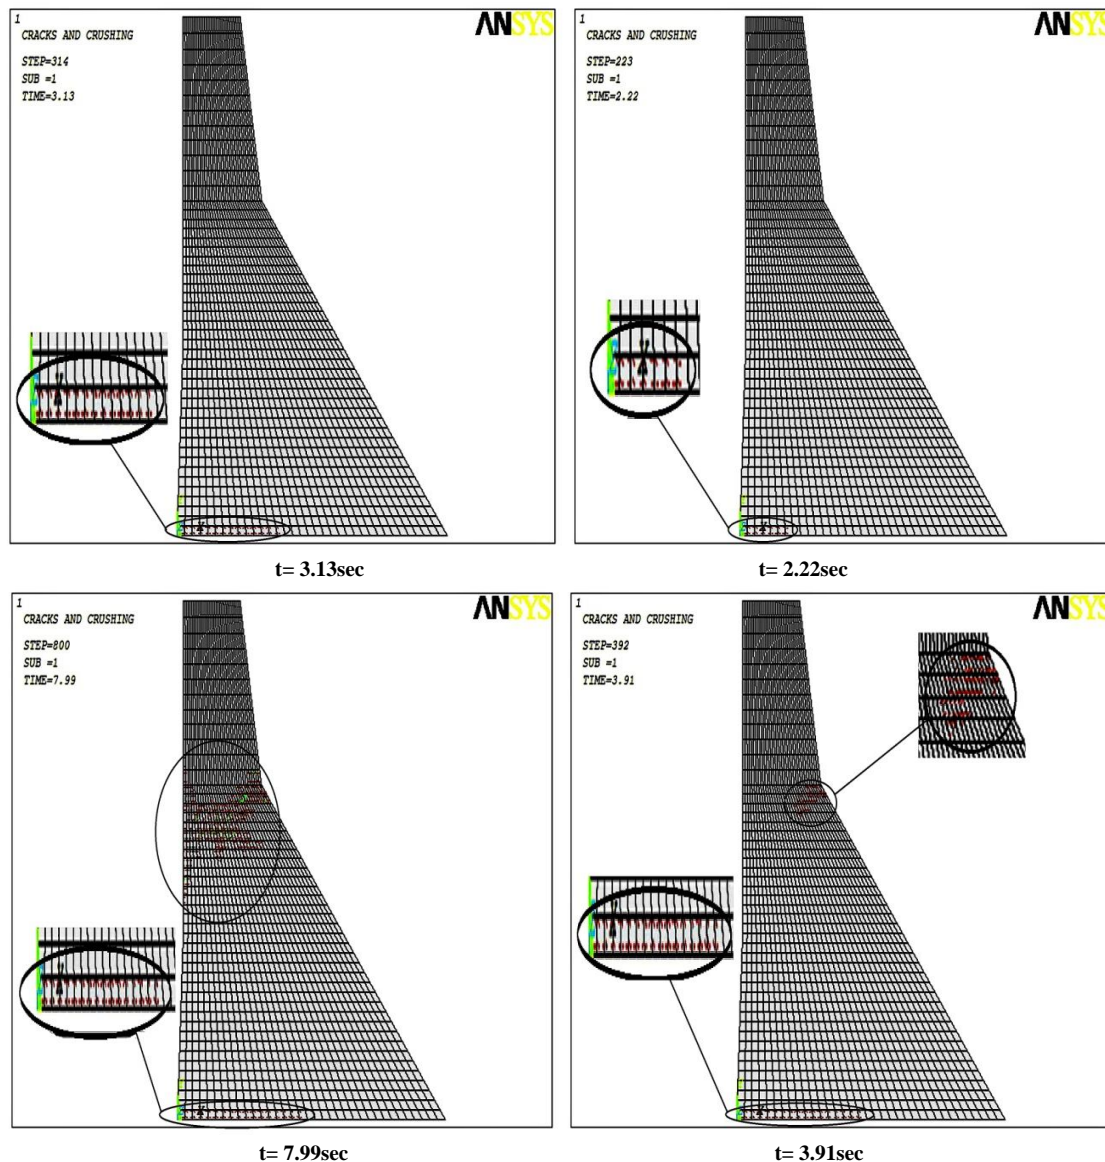 1
ANSYS
CRACKS AND CRUSHING
STEP=314
SUB =1
TIME=3.13
t= 3.13sec
1
ANSYS
CRACKS AND CRUSHING
STEP=223
SUB =1
TIME=2.22
t= 2.22sec
1
ANSYS
CRACKS AND CRUSHING
STEP=800
SUB =1
TIME=7.99
t= 7.99sec
1
ANSYS
CRACKS AND CRUSHING
STEP=392
SUB =1
TIME=3.91
t= 3.91sec